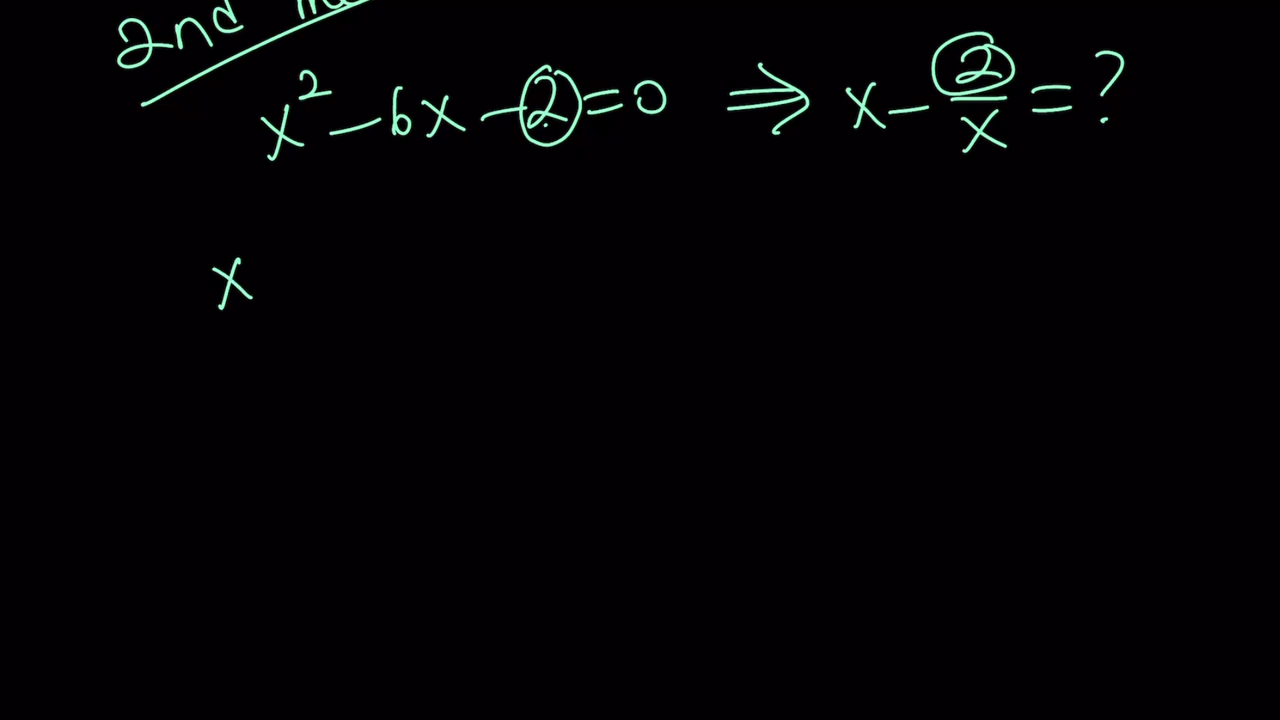 2nd
x² - 6x - 2 = 0 ⇒ x - 2/x = ?
x